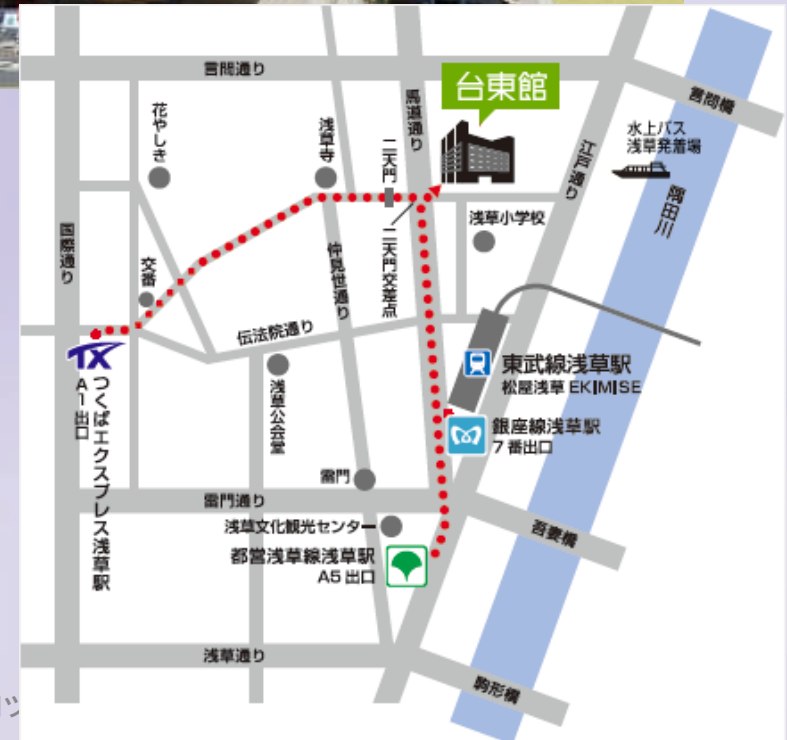 言問通り
台東館
馬道通り
言問橋
花やしき
浅草寺
二天門
江戸通り
水上バス
浅草発着場
隅田川
国際通り
交番
仲見世通り
二天門交差点
浅草小学校
伝法院通り
TX
つくばエクスプレス浅草駅
A1出口
浅草公会堂
東武線浅草駅
松屋浅草 EKIMISE
銀座線浅草駅
7番出口
雷門
雷門通り
浅草文化観光センター
都営浅草線浅草駅
A5出口
吾妻橋
浅草通り
駒形橋